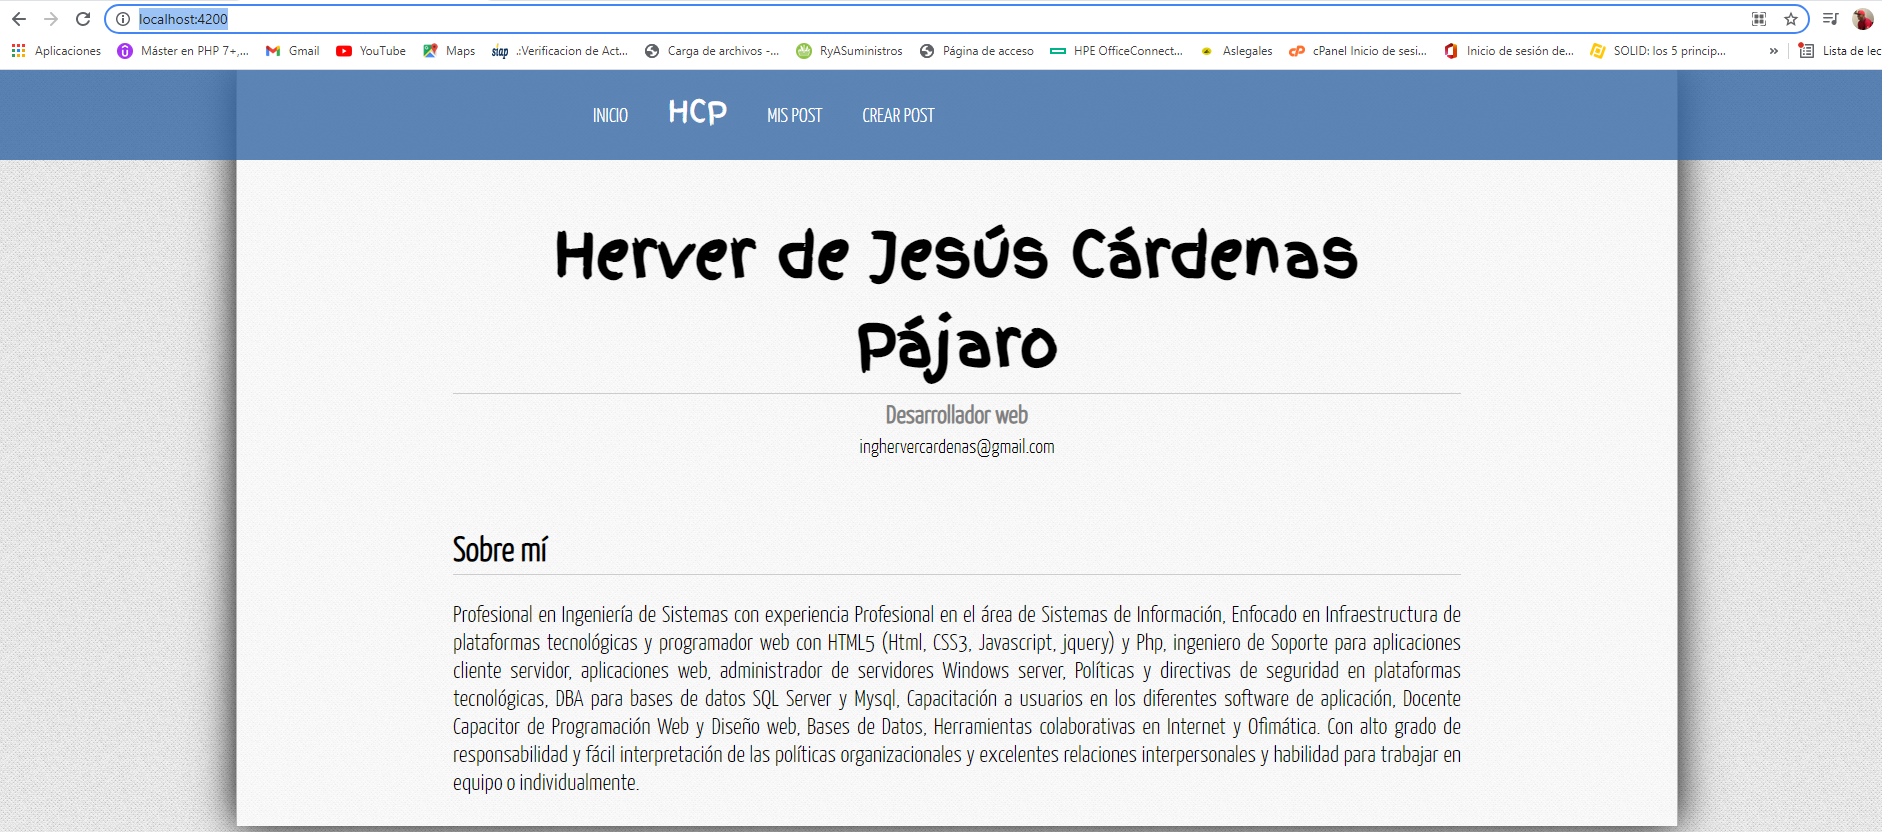 localhost:4200
Aplicaciones Máster en PHP 7+,... Gmail YouTube Maps siap .:Verificacion de Act... Carga de archivos -... RyASuministros Página de acceso HPE OfficeConnect... Aslegales cPanel Inicio de sesi... Inicio de sesión de... SOLID: los 5 princip... » Lista de lec
INICIO HCP MIS POST CREAR POST
Herver de Jesús Cárdenas
Pájaro
Desarrollador web
inghervercardenas@gmail.com
Sobre mí
Profesional en Ingeniería de Sistemas con experiencia Profesional en el área de Sistemas de Información, Enfocado en Infraestructura de
plataformas tecnológicas y programador web con HTML5 (Html, CSS3, Javascript, jquery) y Php, ingeniero de Soporte para aplicaciones
cliente servidor, aplicaciones web, administrador de servidores Windows server, Políticas y directivas de seguridad en plataformas
tecnológicas, DBA para bases de datos SQL Server y Mysql, Capacitación a usuarios en los diferentes software de aplicación, Docente
Capacitor de Programación Web y Diseño web, Bases de Datos, Herramientas colaborativas en Internet y Ofimática. Con alto grado de
responsabilidad y fácil interpretación de las políticas organizacionales y excelentes relaciones interpersonales y habilidad para trabajar en
equipo o individualmente.